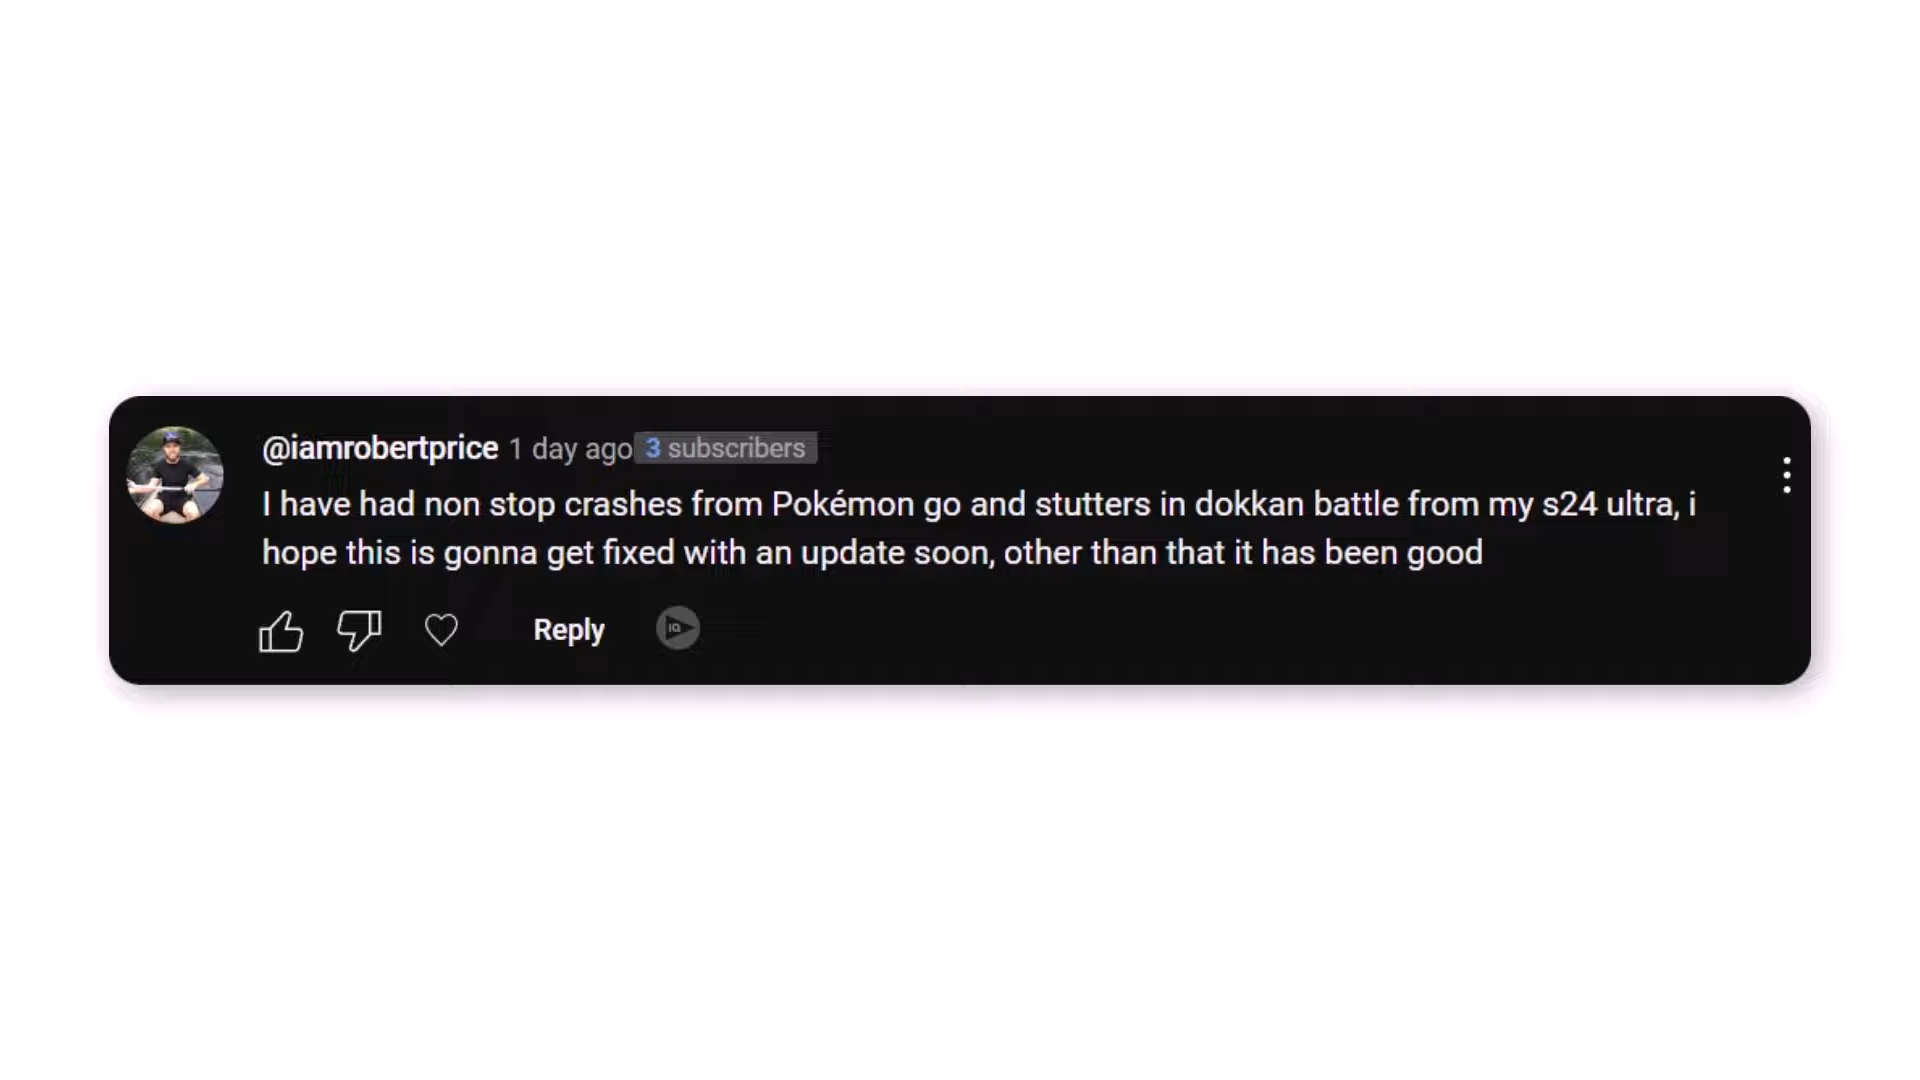 @iamrobertprice 1 day ago 3 subscribers
I have had non stop crashes from Pokémon go and stutters in dokkan battle from my s24 ultra, i
hope this is gonna get fixed with an update soon, other than that it has been good
Reply IQ